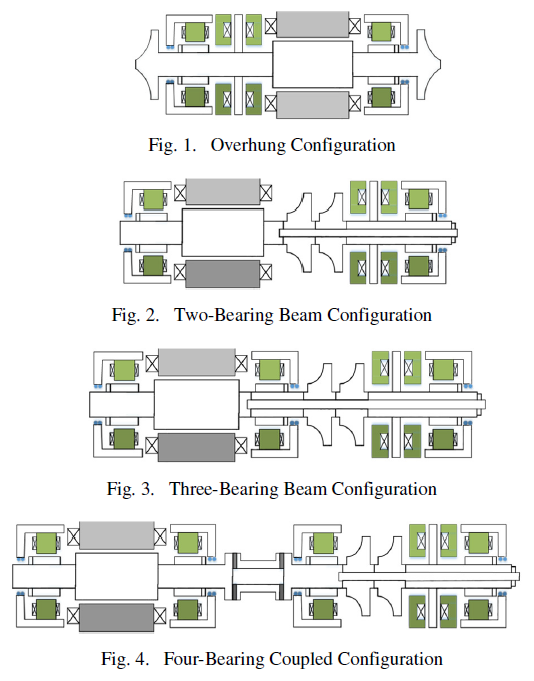 Fig. 1. Overhung Configuration
Fig. 2. Two-Bearing Beam Configuration
Fig. 3. Three-Bearing Beam Configuration
Fig. 4. Four-Bearing Coupled Configuration